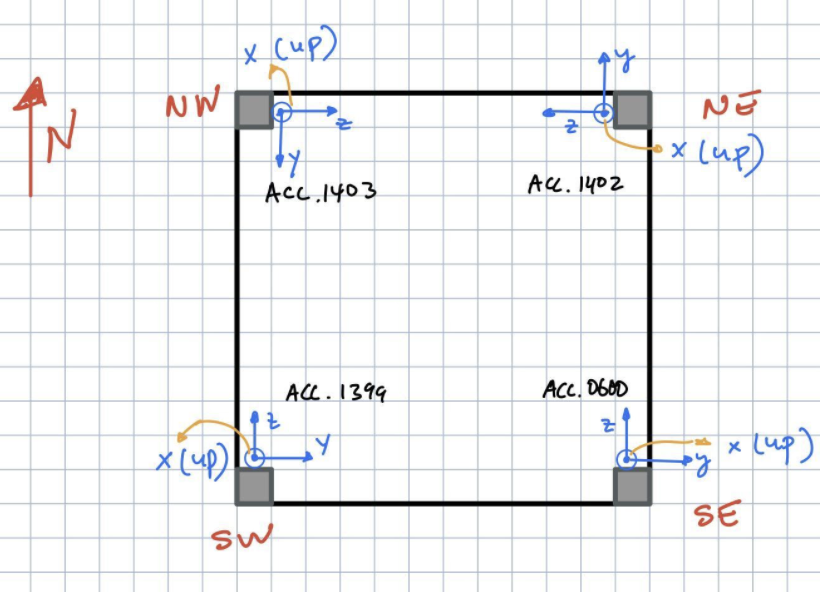 x (up)
y
NW
z
NE
N
z
x (up)
y
ACC.1403
ACC. 1402
ACC. 1399
ACC. 0600
z
z
y
x (up)
x (up)
y
SW
SE